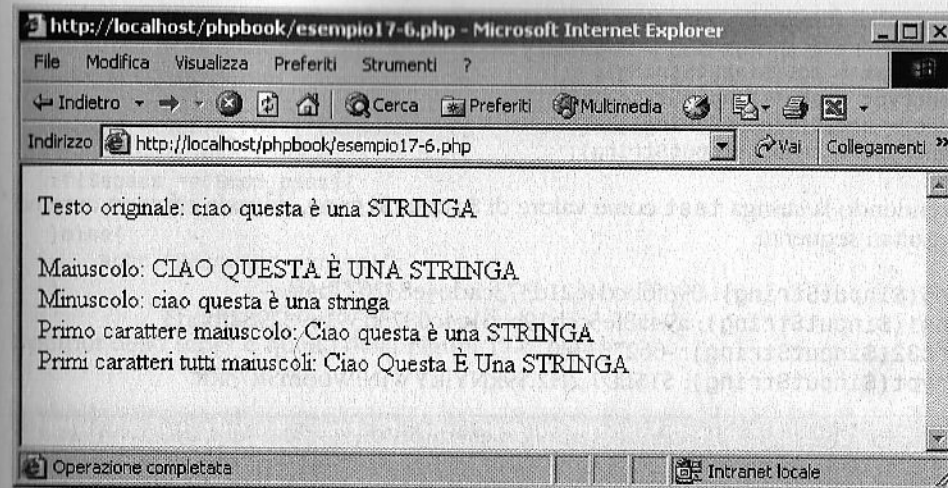 http://localhost/phpbook/esempio17-6.php - Microsoft Internet Explorer
File Modifica Visualizza Preferiti Strumenti ?
Indietro Cerca Preferiti Multimedia
Indirizzo http://localhost/phpbook/esempio17-6.php Vai Collegamenti »
Testo originale: ciao questa è una STRINGA
Maiuscolo: CIAO QUESTA È UNA STRINGA
Minuscolo: ciao questa è una stringa
Primo carattere maiuscolo: Ciao questa è una STRINGA
Primi caratteri tutti maiuscoli: Ciao Questa È Una STRINGA
Operazione completata Intranet locale